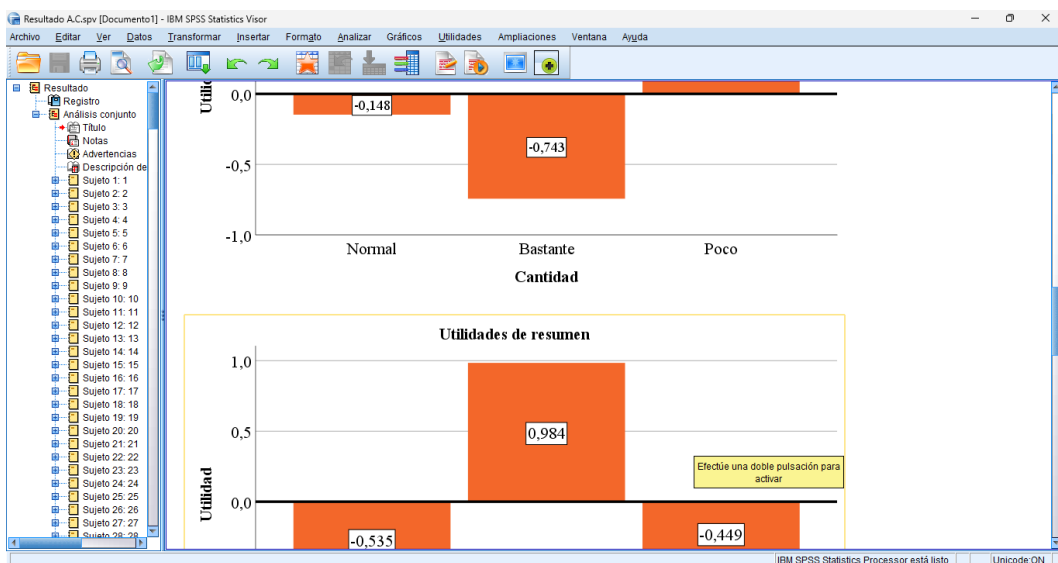 Resultado A.C.spv [Documento1] - IBM SPSS Statistics Visor
Archivo Editar Ver Datos Transformar Insertar Formato Analizar Gráficos Utilidades Ampliaciones Ventana Ayuda
Resultado
Registro
Análisis conjunto
Título
Notas
Advertencias
Descripción de
Sujeto 1: 1
Sujeto 2: 2
Sujeto 3: 3
Sujeto 4: 4
Sujeto 5: 5
Sujeto 6: 6
Sujeto 7: 7
Sujeto 8: 8
Sujeto 9: 9
Sujeto 10: 10
Sujeto 11: 11
Sujeto 12: 12
Sujeto 13: 13
Sujeto 14: 14
Sujeto 15: 15
Sujeto 16: 16
Sujeto 17: 17
Sujeto 18: 18
Sujeto 19: 19
Sujeto 20: 20
Sujeto 21: 21
Sujeto 22: 22
Sujeto 23: 23
Sujeto 24: 24
Sujeto 25: 25
Sujeto 26: 26
Sujeto 27: 27
Sujeto 28: 28
Utilid
0,0
-0,5
-1,0
-0,148
-0,743
Normal Bastante Poco
Cantidad
Utilidades de resumen
Utilidad
1,0
0,5
0,0
0,984
-0,535
-0,449
Efectúe una doble pulsación para
activar
IBM SPSS Statistics Processor está listo Unicode:ON